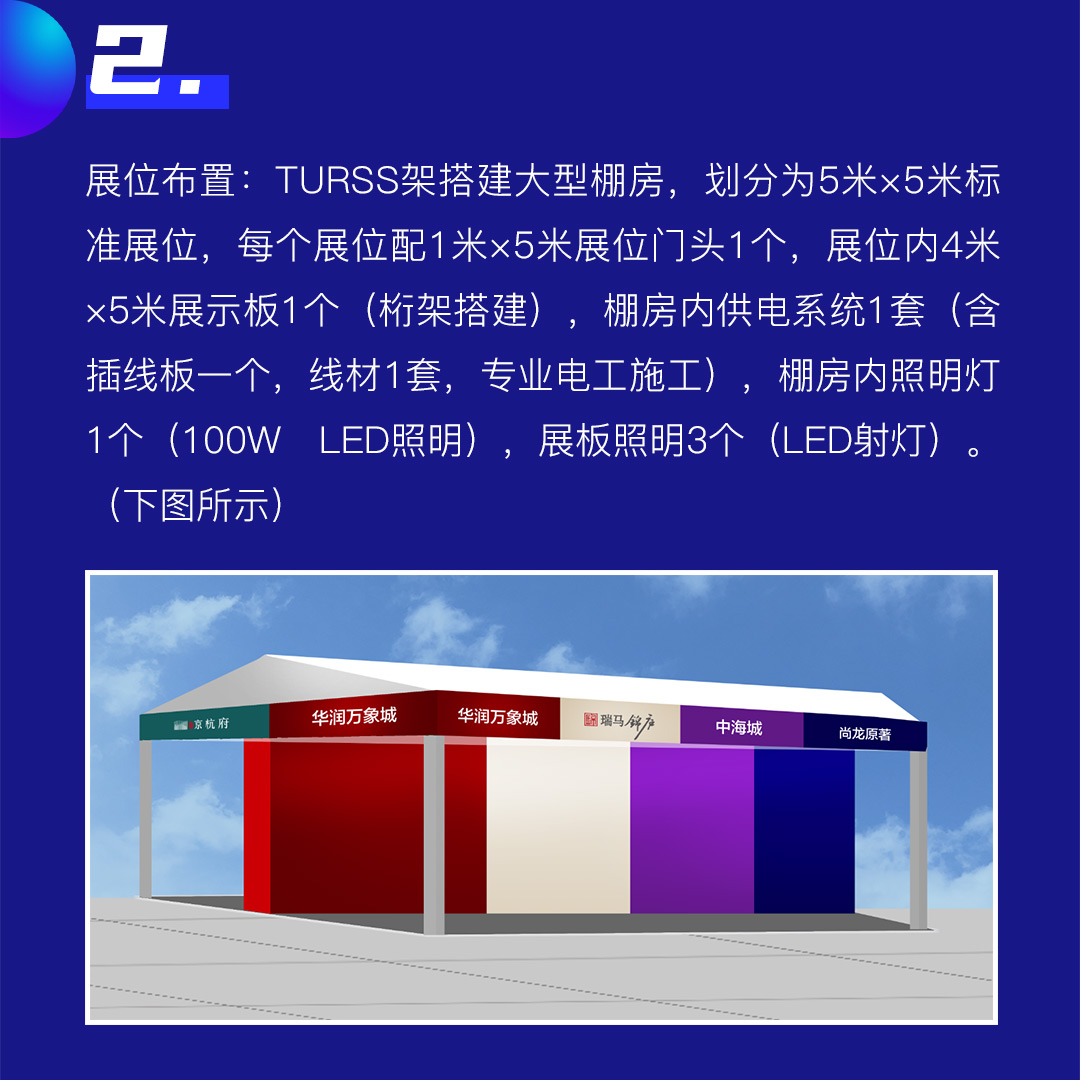 2.
展位布置：TURSS架搭建大型棚房，划分为5米×5米标
准展位，每个展位配1米×5米展位门头1个，展位内4米
×5米展示板1个（桁架搭建），棚房内供电系统1套（含
插线板一个，线材1套，专业电工施工），棚房内照明灯
1个（100W　LED照明），展板照明3个（LED射灯）。
（下图所示）
京杭府
华润万象城
华润万象城
瑞马
中海城
尚龙原著